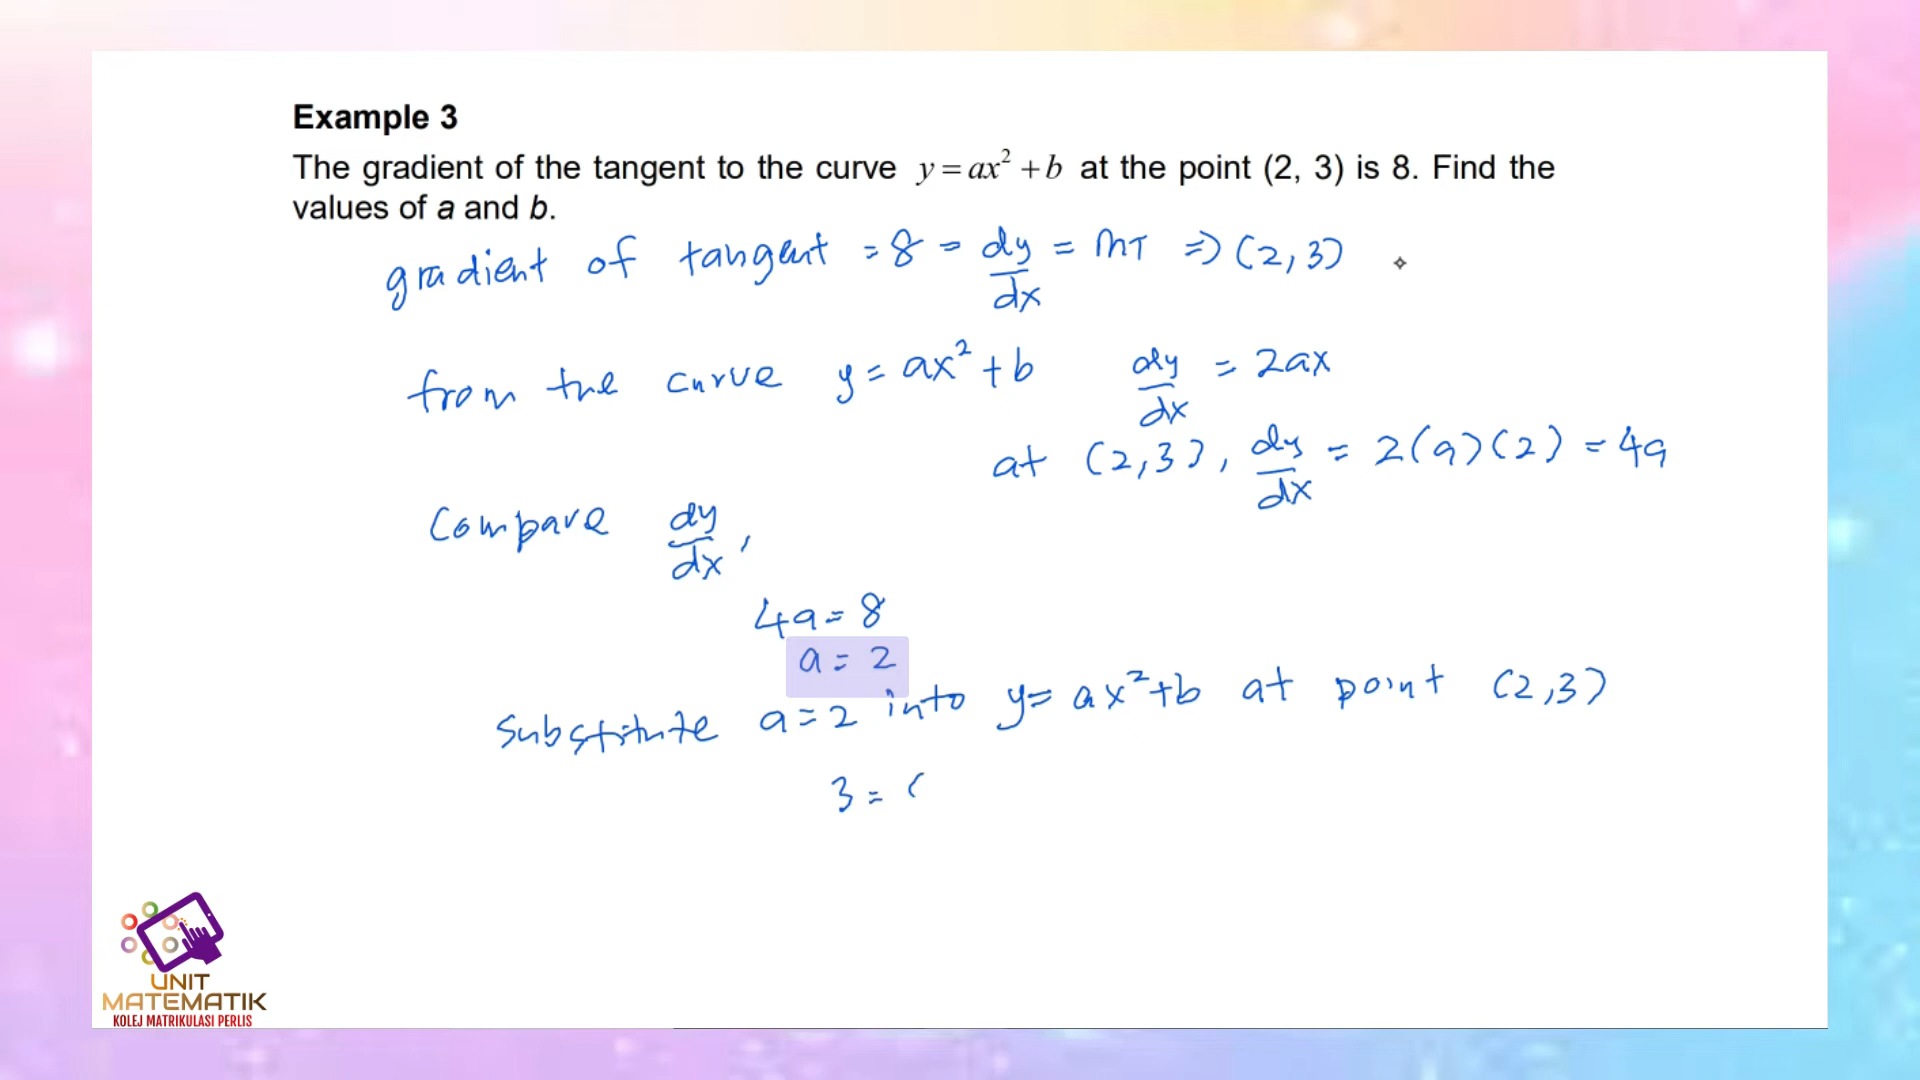 Example 3
The gradient of the tangent to the curve y = ax² + b at the point (2, 3) is 8. Find the
values of a and b.
gradient of tangent = 8 = dy/dx = mT => (2,3)
from the curve y = ax² + b dy/dx = 2ax
at (2,3), dy/dx = 2(a)(2) = 4a
Compare dy/dx,
4a = 8
a = 2
Substitute a = 2 into y = ax² + b at point (2,3)
3 = (
UNIT
MATEMATIK
KOLEJ MATRIKULASI PERLIS